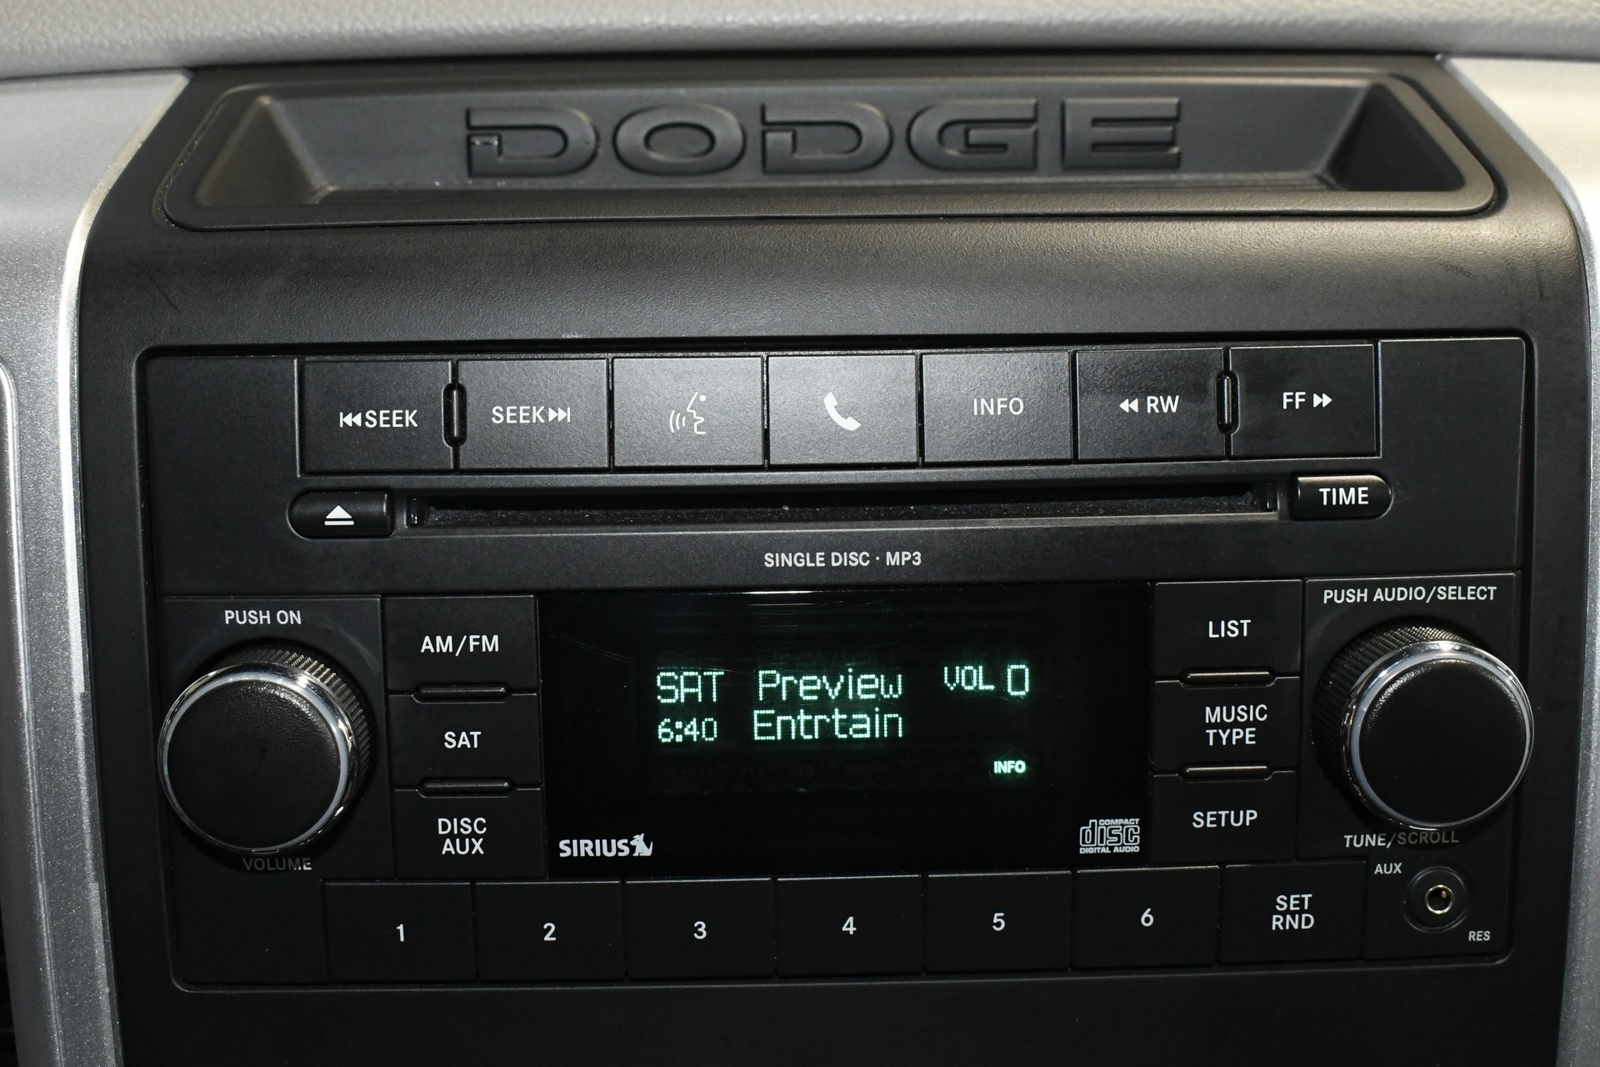 DODGE
SEEK
SEEK
INFO
RW
FF
TIME
SINGLE DISC · MP3
PUSH ON
VOLUME
AM/FM
SAT
DISC
AUX
SAT Preview VOL 0
6:40 Entrtain
INFO
SIRIUS
COMPACT
disc
DIGITAL AUDIO
LIST
MUSIC
TYPE
SETUP
PUSH AUDIO/SELECT
TUNE/SCROLL
1
2
3
4
5
6
SET
RND
AUX
RES